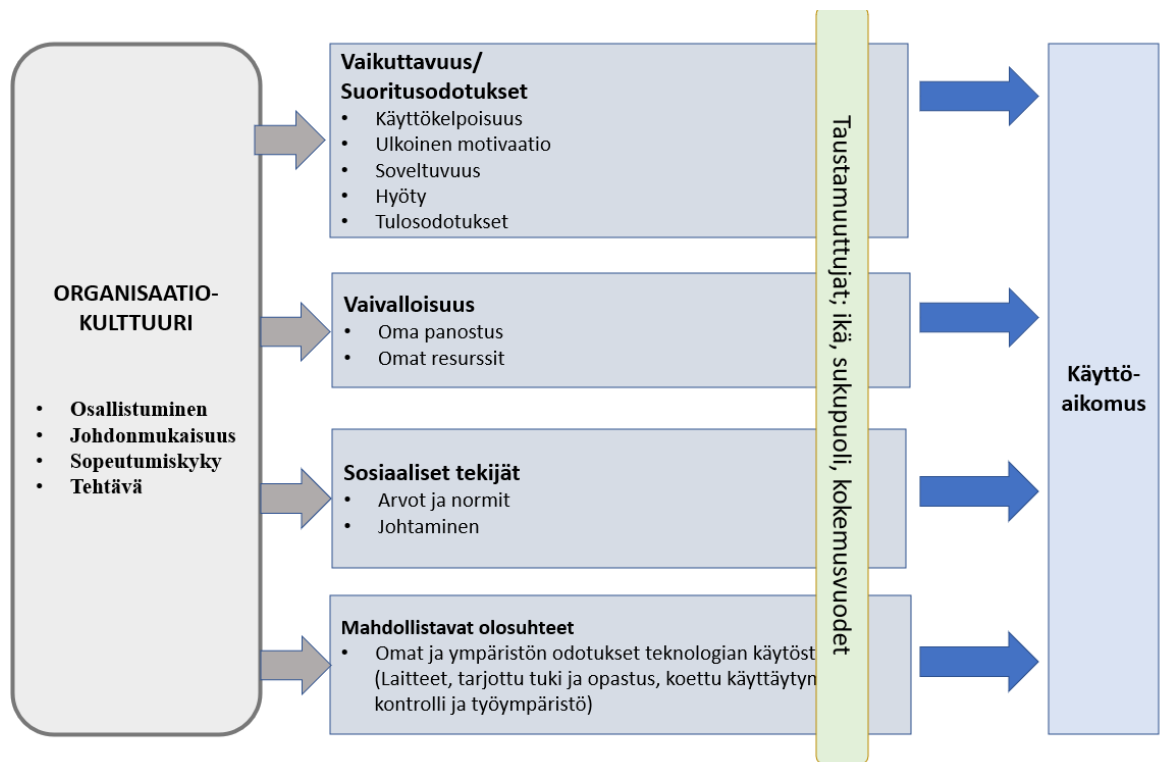 ORGANISAATIO-
KULTTUURI
• Osallistuminen
• Johdonmukaisuus
• Sopeutumiskyky
• Tehtävä
Vaikuttavuus/
Suoritusodotukset
• Käyttökelpoisuus
• Ulkoinen motivaatio
• Soveltuvuus
• Hyöty
• Tulosodotukset
Vaivalloisuus
• Oma panostus
• Omat resurssit
Sosiaaliset tekijät
• Arvot ja normit
• Johtaminen
Mahdollistavat olosuhteet
• Omat ja ympäristön odotukset teknologian käytöst
(Laitteet, tarjottu tuki ja opastus, koettu käyttäytym
kontrolli ja työympäristö)
Taustamuuttujat; ikä, sukupuoli, kokemusvuodet
Käyttö-
aikomus